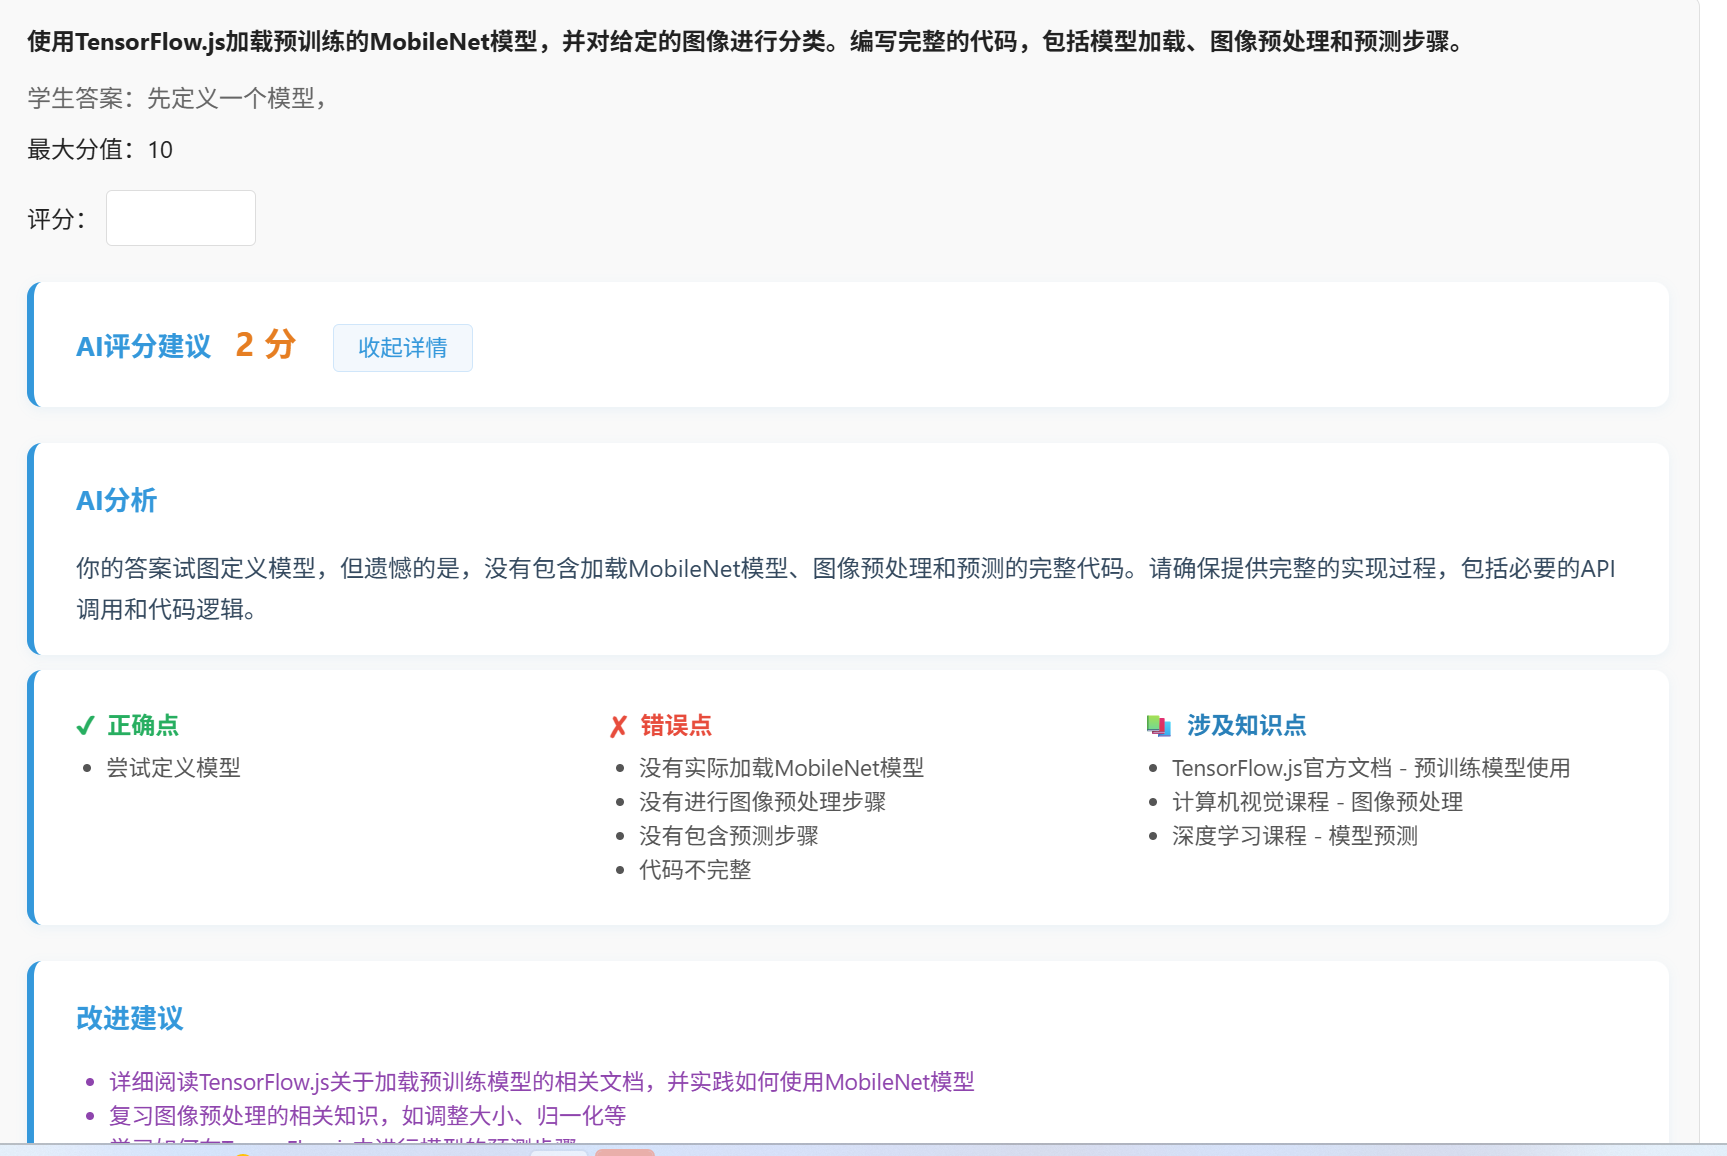 使用TensorFlow.js加载预训练的MobileNet模型，并对给定的图像进行分类。编写完整的代码，包括模型加载、图像预处理和预测步骤。
学生答案：先定义一个模型，
最大分值：10
评分：
AI评分建议 2 分 收起详情
AI分析
你的答案试图定义模型，但遗憾的是，没有包含加载MobileNet模型、图像预处理和预测的完整代码。请确保提供完整的实现过程，包括必要的API
调用和代码逻辑。
✓ 正确点
尝试定义模型
✗ 错误点
没有实际加载MobileNet模型
没有进行图像预处理步骤
没有包含预测步骤
代码不完整
涉及知识点
TensorFlow.js官方文档 - 预训练模型使用
计算机视觉课程 - 图像预处理
深度学习课程 - 模型预测
改进建议
详细阅读TensorFlow.js关于加载预训练模型的相关文档，并实践如何使用MobileNet模型
复习图像预处理的相关知识，如调整大小、归一化等